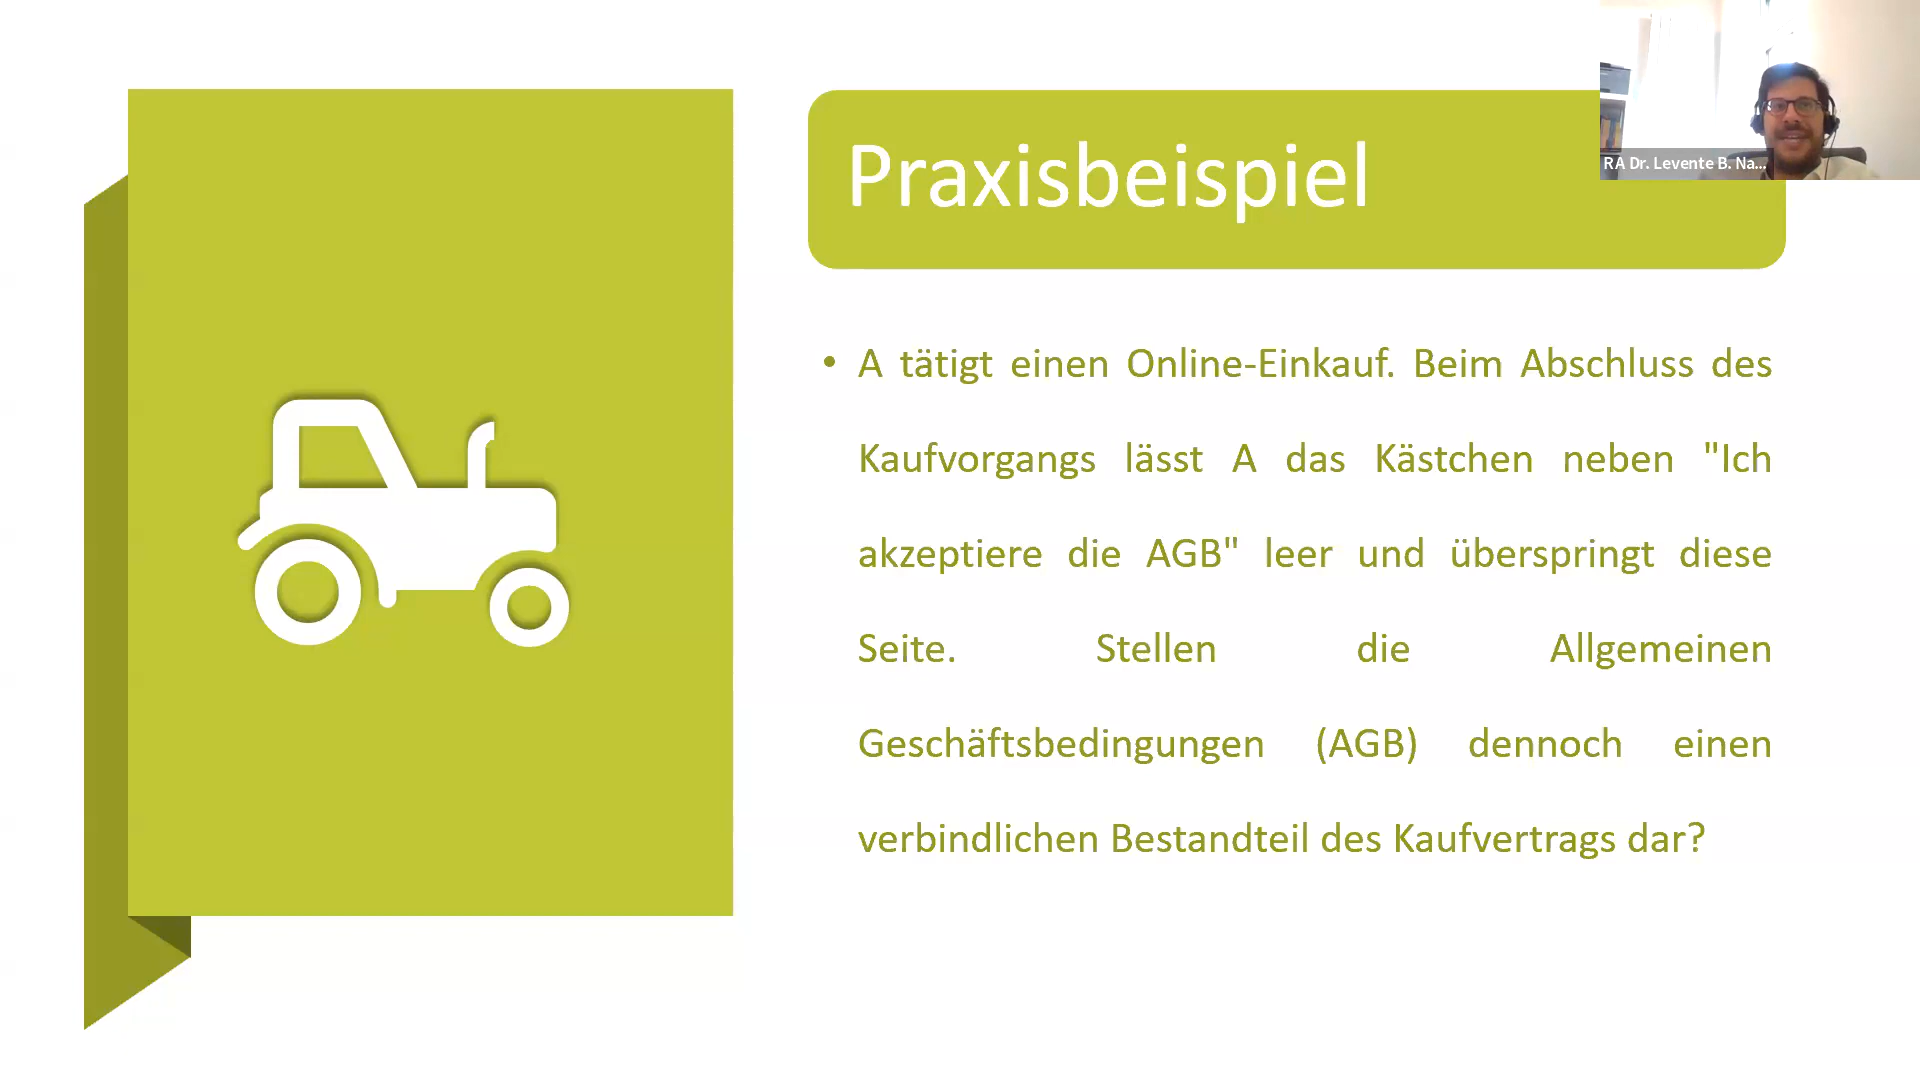 Praxisbeispiel
RA Dr. Levente B. Na...
• A tätigt einen Online-Einkauf. Beim Abschluss des
Kaufvorgangs lässt A das Kästchen neben "Ich
akzeptiere die AGB" leer und überspringt diese
Seite. Stellen die Allgemeinen
Geschäftsbedingungen (AGB) dennoch einen
verbindlichen Bestandteil des Kaufvertrags dar?